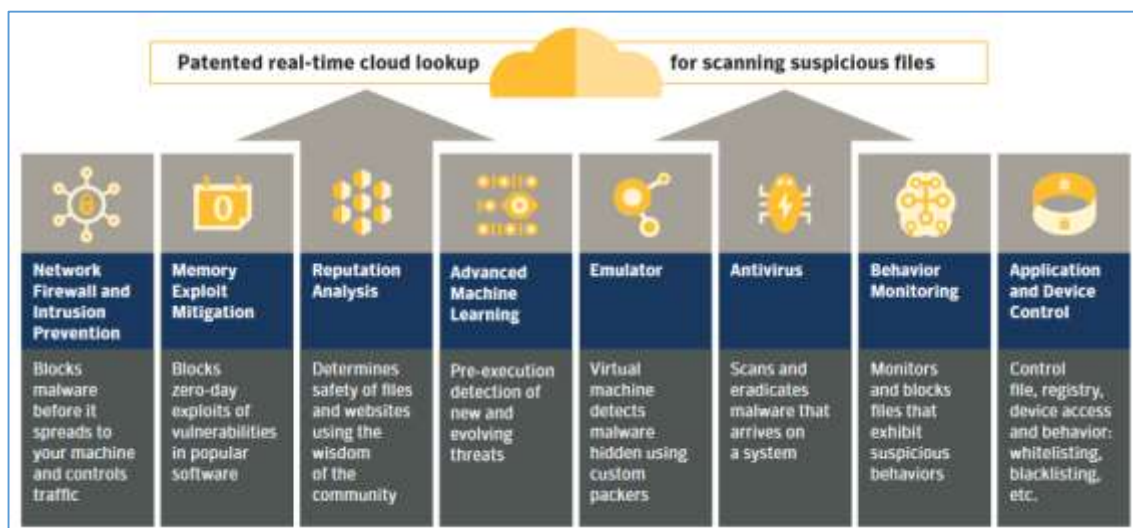 Patented real-time cloud lookup for scanning suspicious files
0
Network
Firewall and
Intrusion
Prevention
Blocks
malware
before it
spreads to
your machine
and controls
traffic
Memory
Exploit
Mitigation
Blocks
zero-day
exploits of
vulnerabilities
in popular
software
Reputation
Analysis
Determines
safety of files
and websites
using the
wisdom
of the
community
Advanced
Machine
Learning
Pre-execution
detection of
new and
evolving
threats
Emulator
Virtual
machine
detects
malware
hidden using
custom
packers
Antivirus
Scans and
eradicates
malware that
arrives on
a system
Behavior
Monitoring
Monitors
and blocks
files that
exhibit
suspicious
behaviors
Application
and Device
Control
Control
file, registry,
device access
and behavior:
whitelisting,
blacklisting,
etc.